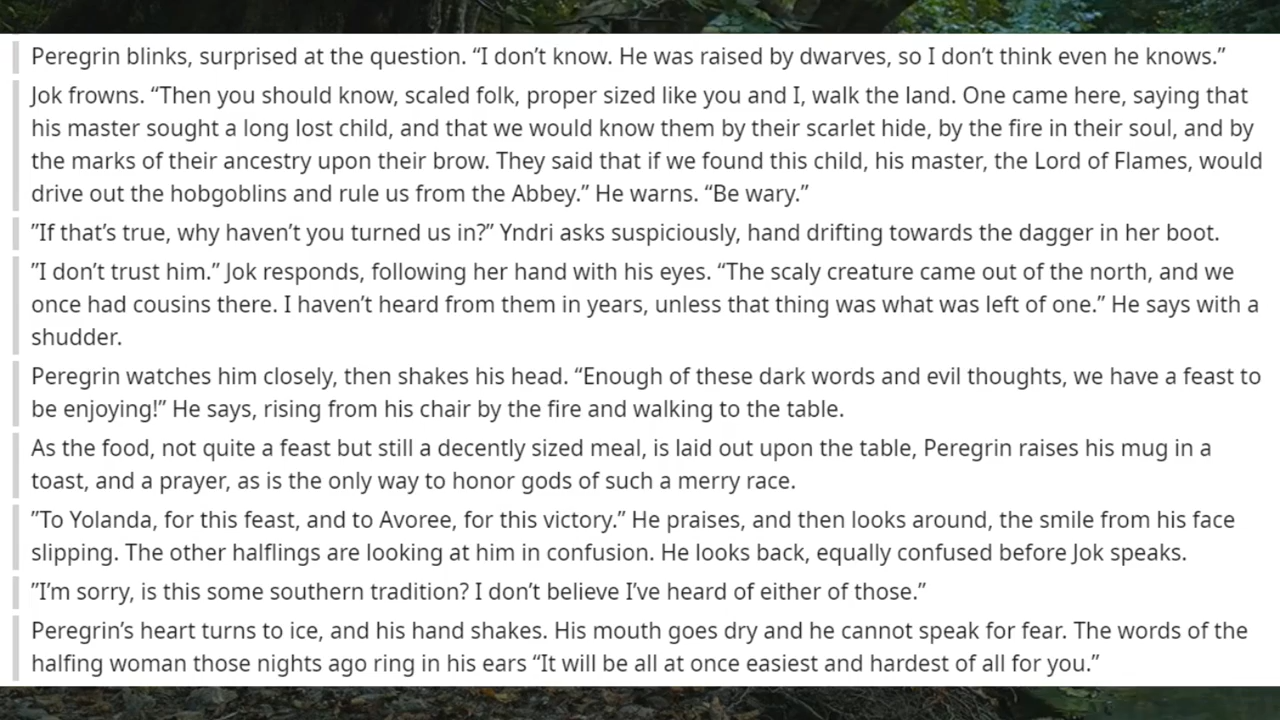 Peregrin blinks, surprised at the question. “I don’t know. He was raised by dwarves, so I don’t think even he knows.”
Jok frowns. “Then you should know, scaled folk, proper sized like you and I, walk the land. One came here, saying that
his master sought a long lost child, and that we would know them by their scarlet hide, by the fire in their soul, and by
the marks of their ancestry upon their brow. They said that if we found this child, his master, the Lord of Flames, would
drive out the hobgoblins and rule us from the Abbey.” He warns. “Be wary.”
”If that’s true, why haven’t you turned us in?” Yndri asks suspiciously, hand drifting towards the dagger in her boot.
”I don’t trust him.” Jok responds, following her hand with his eyes. “The scaly creature came out of the north, and we
once had cousins there. I haven’t heard from them in years, unless that thing was what was left of one.” He says with a
shudder.
Peregrin watches him closely, then shakes his head. “Enough of these dark words and evil thoughts, we have a feast to
be enjoying!” He says, rising from his chair by the fire and walking to the table.
As the food, not quite a feast but still a decently sized meal, is laid out upon the table, Peregrin raises his mug in a
toast, and a prayer, as is the only way to honor gods of such a merry race.
”To Yolanda, for this feast, and to Avoree, for this victory.” He praises, and then looks around, the smile from his face
slipping. The other halflings are looking at him in confusion. He looks back, equally confused before Jok speaks.
”I’m sorry, is this some southern tradition? I don’t believe I’ve heard of either of those.”
Peregrin’s heart turns to ice, and his hand shakes. His mouth goes dry and he cannot speak for fear. The words of the
halfing woman those nights ago ring in his ears “It will be all at once easiest and hardest of all for you.”